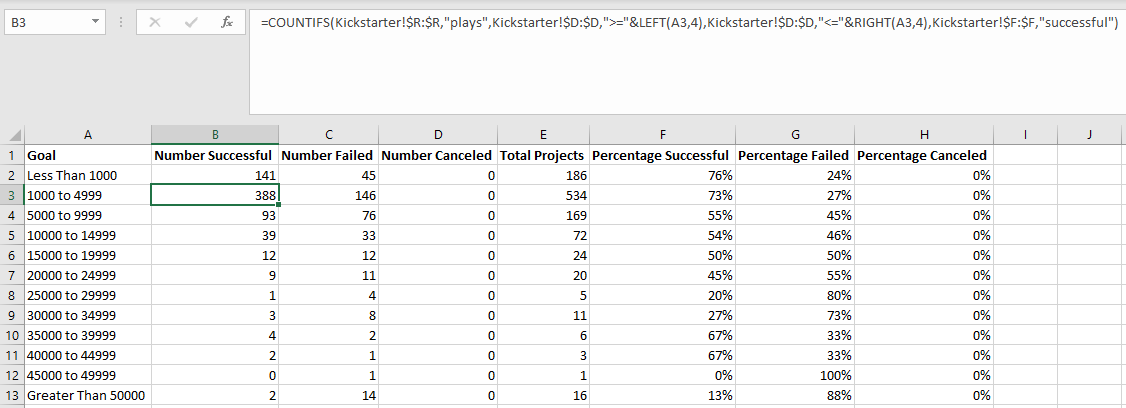 B3 fx =COUNTIFS(Kickstarter!$R:$R,"plays",Kickstarter!$D:$D,">="&LEFT(A3,4),Kickstarter!$D:$D,"<="&RIGHT(A3,4),Kickstarter!$F:$F,"successful")
A B C D E F G H I J
1 Goal Number Successful Number Failed Number Canceled Total Projects Percentage Successful Percentage Failed Percentage Canceled
2 Less Than 1000 141 45 0 186 76% 24% 0%
3 1000 to 4999 388 146 0 534 73% 27% 0%
4 5000 to 9999 93 76 0 169 55% 45% 0%
5 10000 to 14999 39 33 0 72 54% 46% 0%
6 15000 to 19999 12 12 0 24 50% 50% 0%
7 20000 to 24999 9 11 0 20 45% 55% 0%
8 25000 to 29999 1 4 0 5 20% 80% 0%
9 30000 to 34999 3 8 0 11 27% 73% 0%
10 35000 to 39999 4 2 0 6 67% 33% 0%
11 40000 to 44999 2 1 0 3 67% 33% 0%
12 45000 to 49999 0 1 0 1 0% 100% 0%
13 Greater Than 50000 2 14 0 16 13% 88% 0%